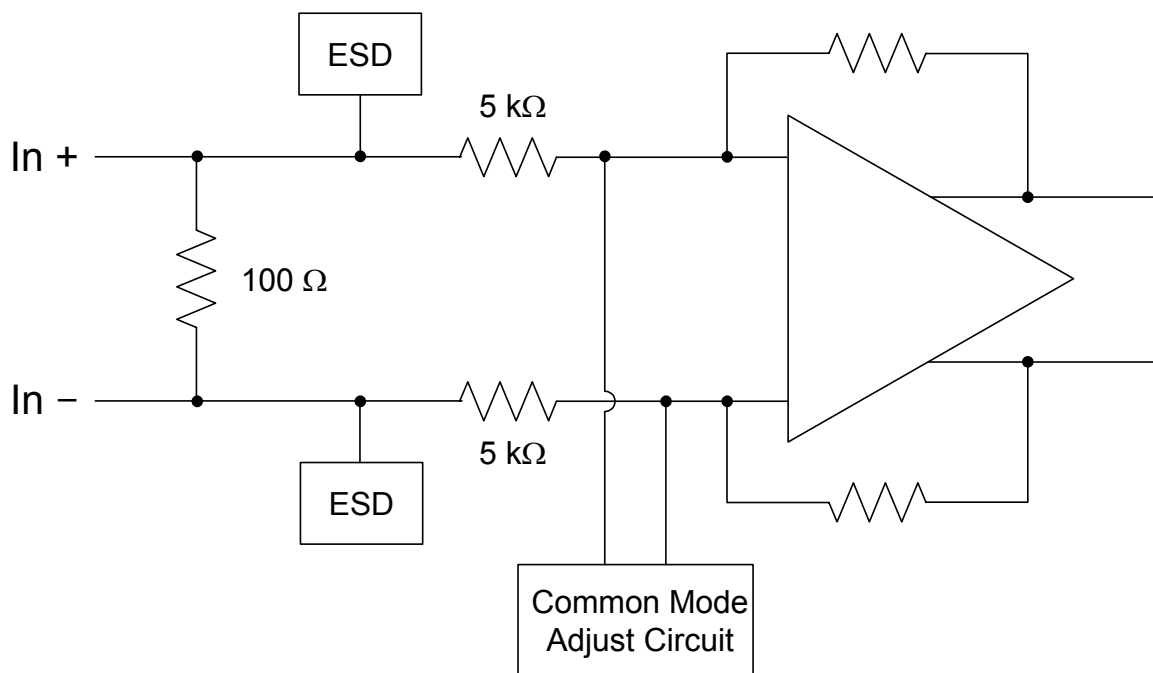 ESD
5 kΩ
In +
100 Ω
In −
5 kΩ
ESD
Common Mode
Adjust Circuit